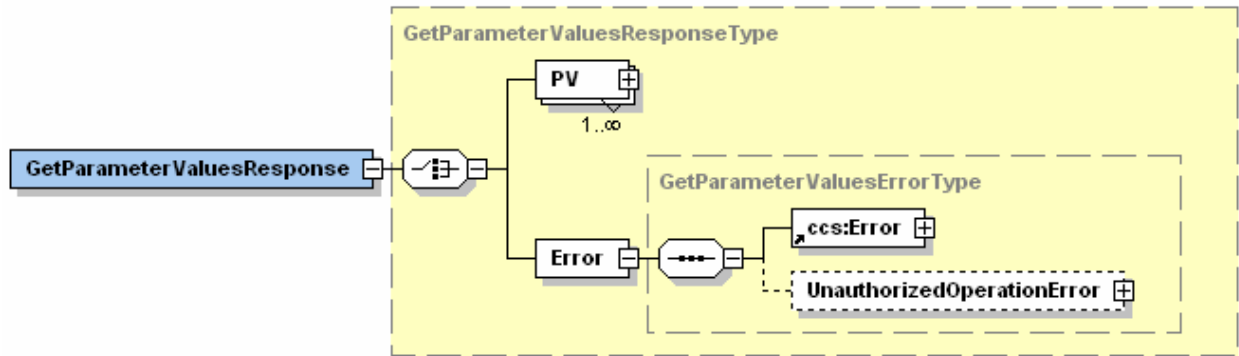 GetParameterValuesResponseType
PV
1..∞
GetParameterValuesResponse
GetParameterValuesErrorType
ccs:Error
Error
UnauthorizedOperationError